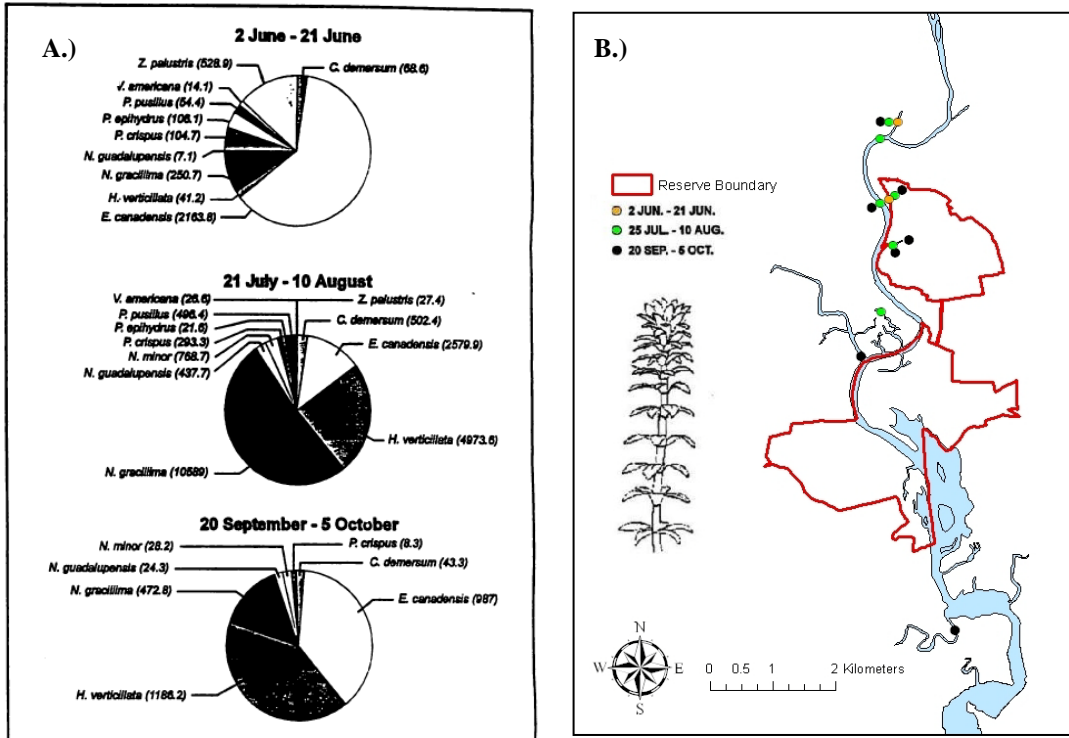 A.)
2 June - 21 June
Z. palustris (528.9)
C. demersum (68.6)
V. americana (14.1)
P. pusillus (54.4)
P. epihydrus (106.1)
P. crispus (104.7)
N. guadalupensis (7.1)
N. gracillima (250.7)
H. verticillata (41.2)
E. canadensis (2163.6)
21 July - 10 August
V. americana (26.6)
Z. palustris (27.4)
P. pusillus (496.4)
C. demersum (502.4)
P. epihydrus (21.6)
E. canadensis (2579.9)
P. crispus (293.3)
N. minor (768.7)
N. guadalupensis (437.7)
H. verticillata (4973.6)
N. gracillima (10589)
20 September - 5 October
N. minor (28.2)
P. crispus (8.3)
N. guadalupensis (24.3)
C. demersum (43.3)
N. gracillima (472.8)
E. canadensis (987)
H. verticillata (1186.2)
B.)
Reserve Boundary
2 JUN. - 21 JUN.
25 JUL. - 10 AUG.
20 SEP. - 5 OCT.
N
W E
S
0 0.5 1 2 Kilometers